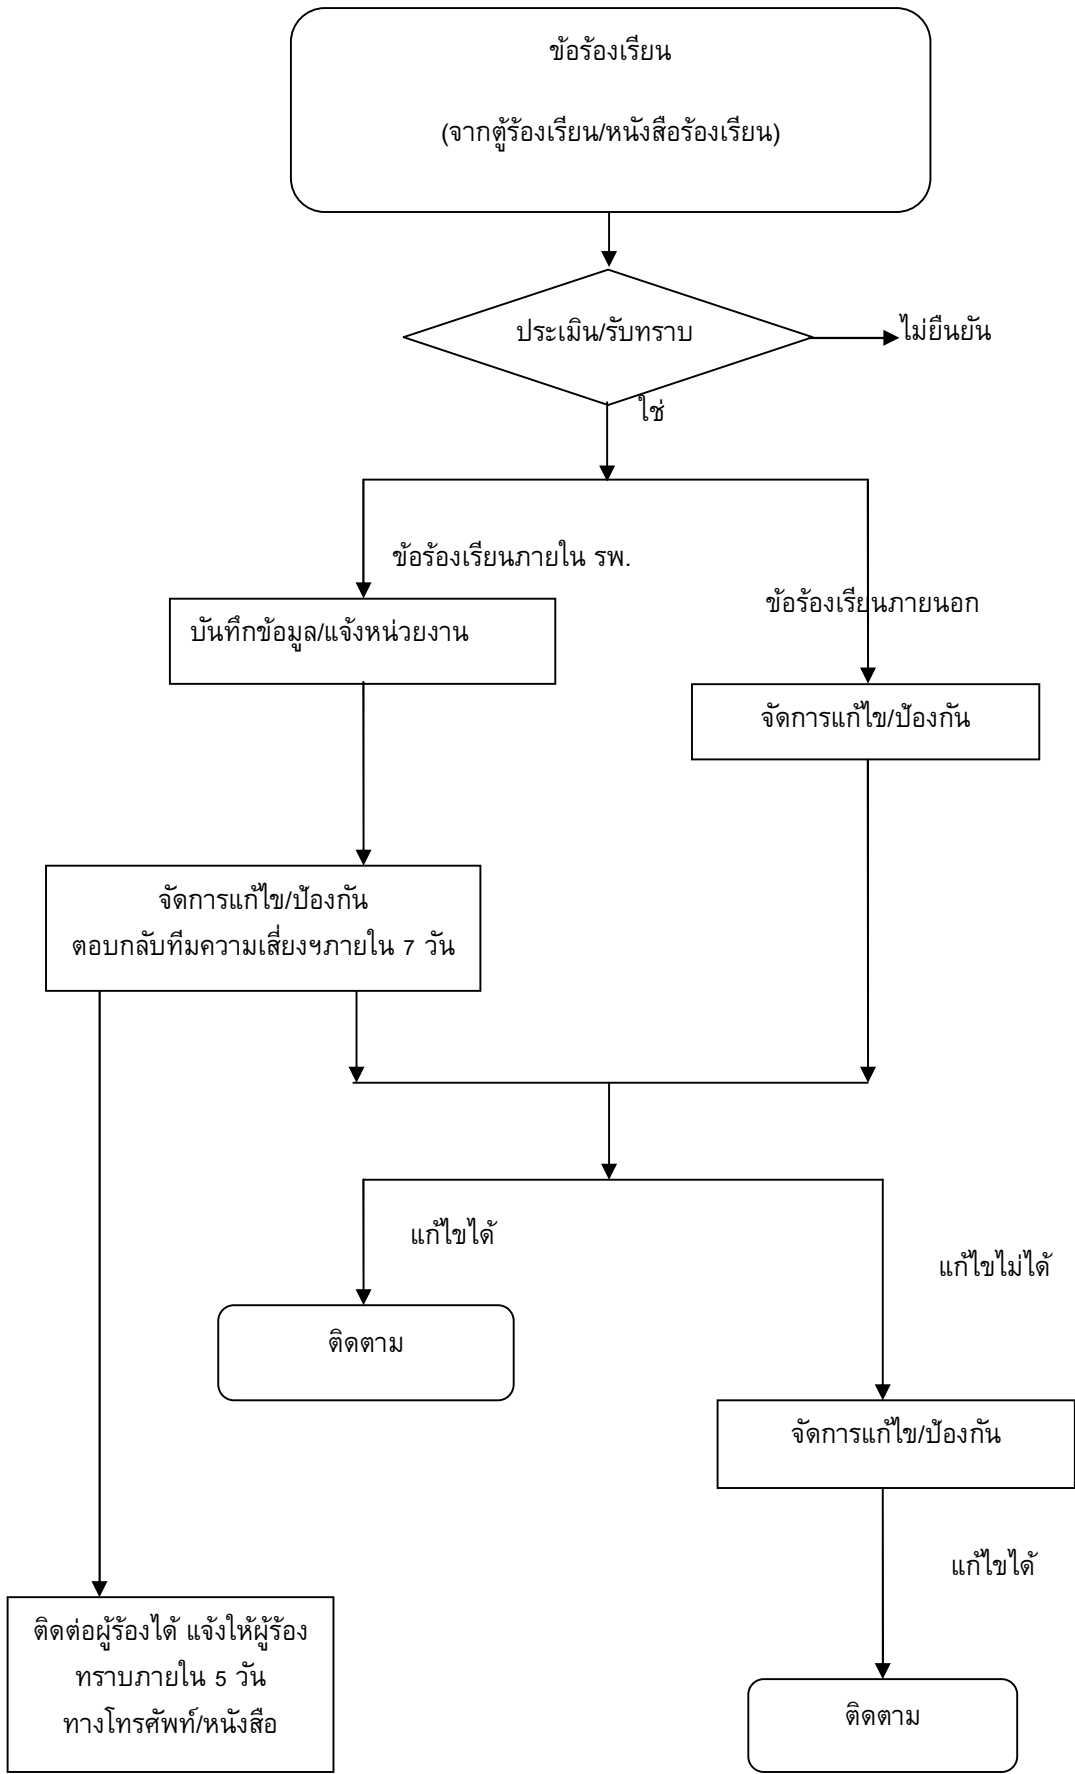 ข้อร้องเรียน
(จากตู้ร้องเรียน/หนังสือร้องเรียน)
ประเมิน/รับทราบ
ไม่ยืนยัน
ใช่
ข้อร้องเรียนภายใน รพ.
ข้อร้องเรียนภายนอก
บันทึกข้อมูล/แจ้งหน่วยงาน
จัดการแก้ไข/ป้องกัน
จัดการแก้ไข/ป้องกัน
ตอบกลับทีมความเสี่ยงฯภายใน 7 วัน
แก้ไขได้
แก้ไขไม่ได้
ติดตาม
จัดการแก้ไข/ป้องกัน
แก้ไขได้
ติดต่อผู้ร้องได้ แจ้งให้ผู้ร้อง
ทราบภายใน 5 วัน
ทางโทรศัพท์/หนังสือ
ติดตาม